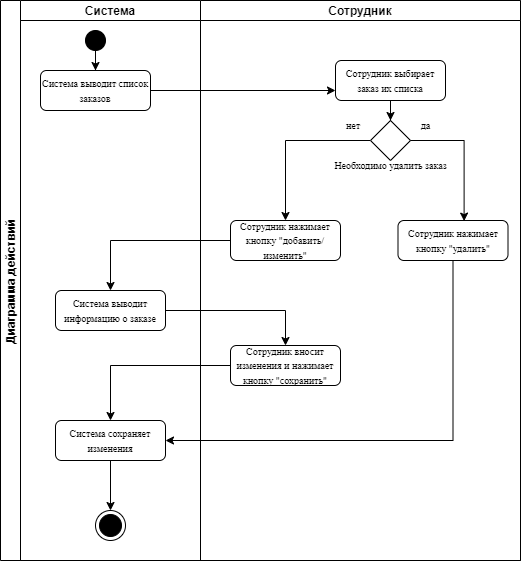 Система
Сотрудник
Диаграмма действий
Система выводит список
заказов
Сотрудник выбирает
заказ их списка
нет
да
Необходимо удалить заказ
Сотрудник нажимает
кнопку "добавить/
изменить"
Сотрудник нажимает
кнопку "удалить"
Система выводит
информацию о заказе
Сотрудник вносит
изменения и нажимает
кнопку "сохранить"
Система сохраняет
изменения